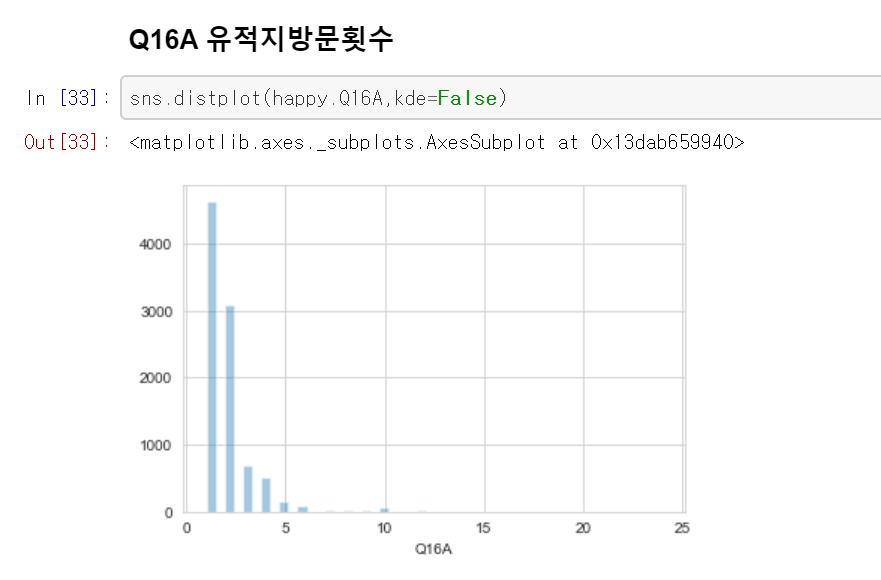 Q16A 유적지방문횟수
In [33]: sns.distplot(happy.Q16A,kde=False)
Out[33]: <matplotlib.axes._subplots.AxesSubplot at 0x13dab659940>
4000
3000
2000
1000
0
0 5 10 15 20 25
Q16A